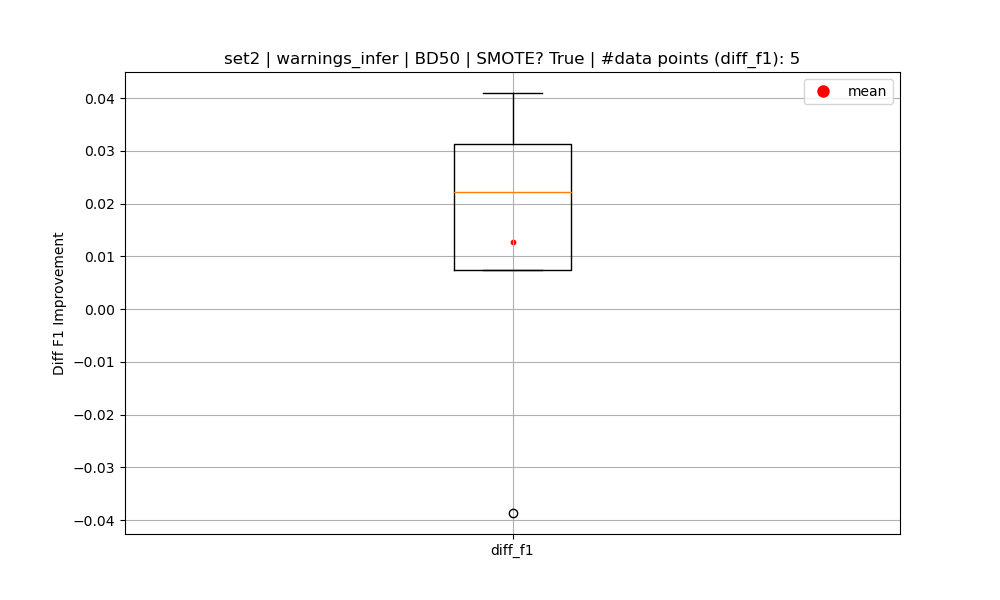 set2 | warnings_infer | BD50 | SMOTE? True | #data points (diff_f1): 5
mean
0.04
0.03
0.02
0.01
0.00
−0.01
−0.02
−0.03
−0.04
Diff F1 Improvement
diff_f1